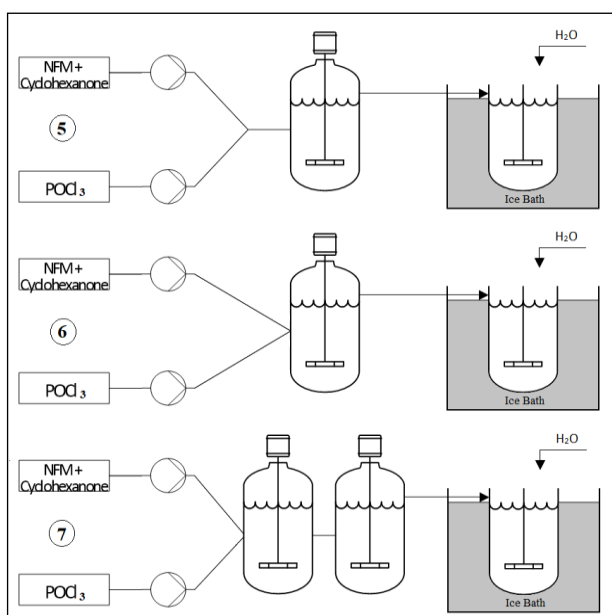 H₂O
NFM +
Cyclohexanone
5
POCl₃
Ice Bath
H₂O
NFM +
Cyclohexanone
6
POCl₃
Ice Bath
H₂O
NFM +
Cyclohexanone
7
POCl₃
Ice Bath